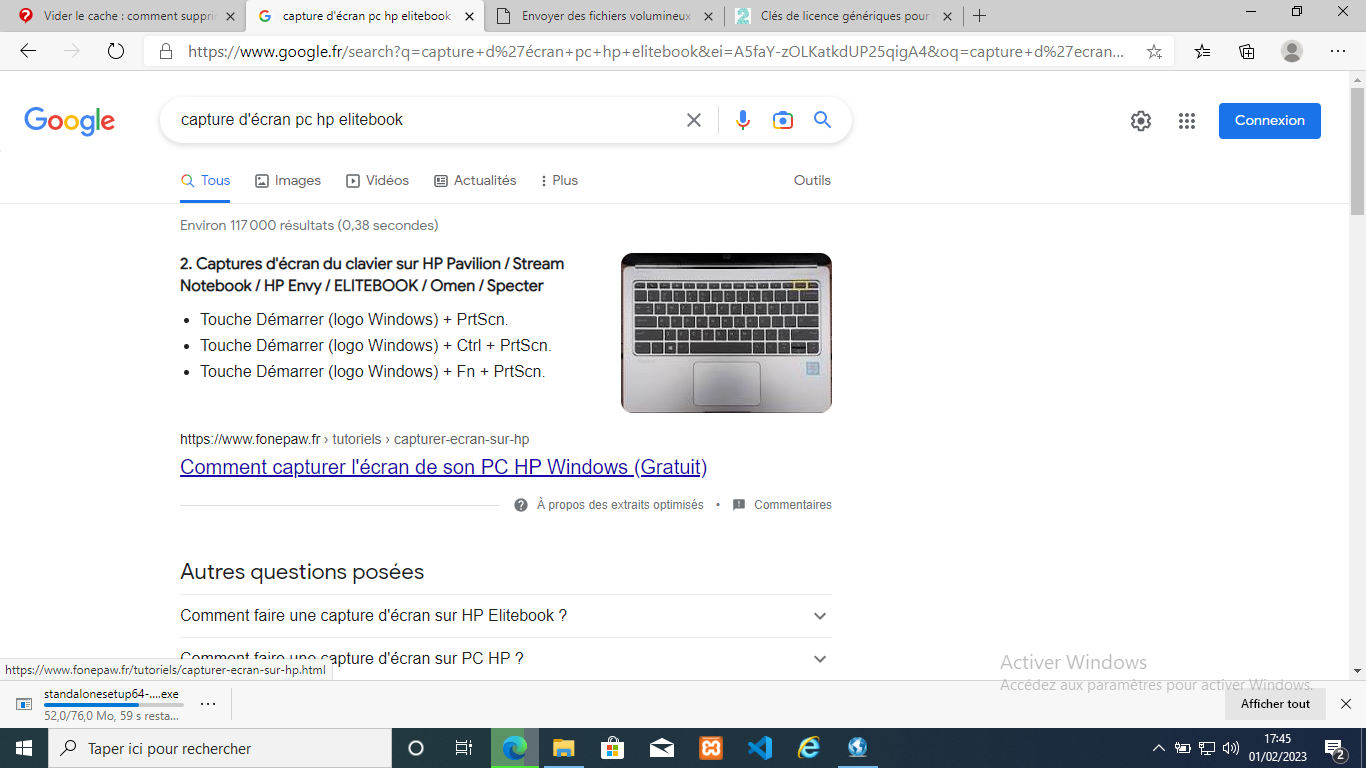 Vider le cache : comment suppri
capture d'écran pc hp elitebook
Envoyer des fichiers volumineux
Clés de licence génériques pour
https://www.google.fr/search?q=capture+d%27écran+pc+hp+elitebook&ei=A5faY-zOLKatkdUP25qigA4&oq=capture+d%27ecran...
Google
capture d'écran pc hp elitebook
Connexion
Tous
Images
Vidéos
Actualités
Plus
Outils
Environ 117 000 résultats (0,38 secondes)
2. Captures d'écran du clavier sur HP Pavilion / Stream
Notebook / HP Envy / ELITEBOOK / Omen / Specter
• Touche Démarrer (logo Windows) + PrtScn.
• Touche Démarrer (logo Windows) + Ctrl + PrtScn.
• Touche Démarrer (logo Windows) + Fn + PrtScn.
https://www.fonepaw.fr › tutoriels › capturer-ecran-sur-hp
Comment capturer l'écran de son PC HP Windows (Gratuit)
À propos des extraits optimisés • Commentaires
Autres questions posées
Comment faire une capture d'écran sur HP Elitebook ?
Comment faire une capture d'écran sur PC HP ?
https://www.fonepaw.fr/tutoriels/capturer-ecran-sur-hp.html
Activer Windows
Accédez aux paramètres pour activer Windows.
standalonesetup64-....exe
52,0/76,0 Mo, 59 s resta...
Afficher tout
Taper ici pour rechercher
17:45
01/02/2023
2